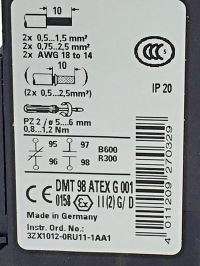 10
2x 0,5...1,5 mm²
2x 0,75...2,5 mm²
2x AWG 18 to 14
10
(2x 0,5...2,5mm²)
PZ 2 / ø 5...6 mm
0,8...1,2 Nm
CCC
IP 20
95 97
96 98
B600
R300
CE
0158
DMT 98 ATEX G 001
Ex II (2) G/ D
Made in Germany
Instr. Ord. No.:
3ZX1012-0RU11-1AA1
4 011209 270329